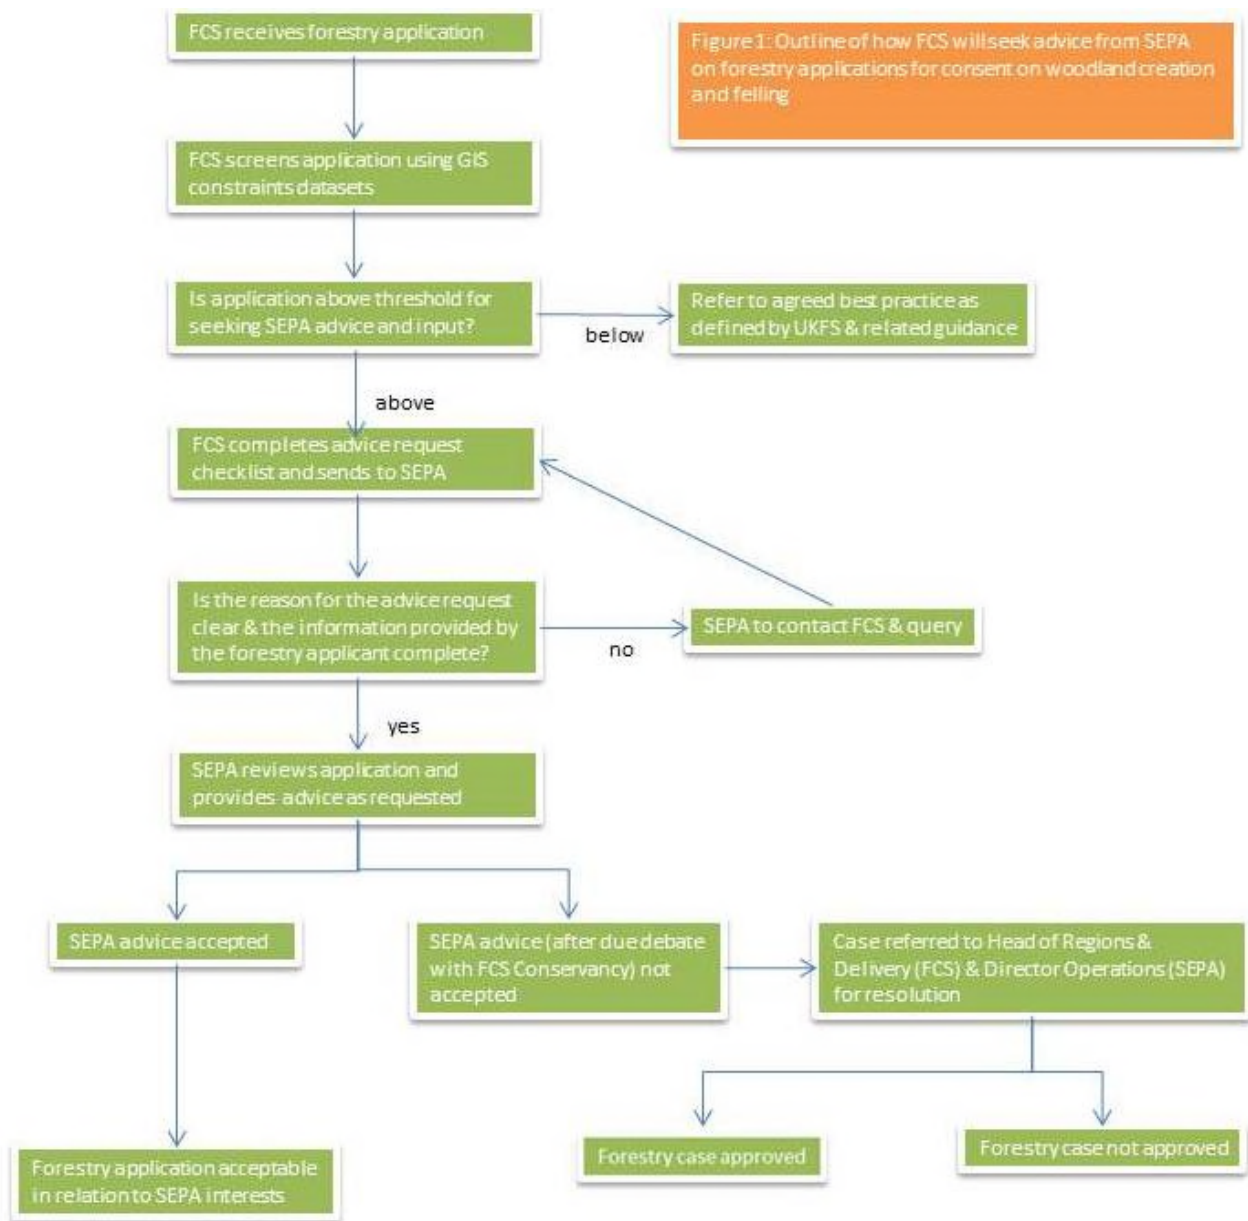 FCS receives forestry application
Figure 1: Outline of how FCS will seek advice from SEPA
on forestry applications for consent on woodland creation
and felling
FCS screens application using GIS
constraints datasets
Is application above threshold for
seeking SEPA advice and input?
below
Refer to agreed best practice as
defined by UKFS & related guidance
above
FCS completes advice request
checklist and sends to SEPA
Is the reason for the advice request
clear & the information provided by
the forestry applicant complete?
no
SEPA to contact FCS & query
yes
SEPA reviews application and
provides advice as requested
SEPA advice accepted
SEPA advice (after due debate
with FCS Conservancy) not
accepted
Case referred to Head of Regions &
Delivery (FCS) & Director Operations (SEPA)
for resolution
Forestry application acceptable
in relation to SEPA interests
Forestry case approved
Forestry case not approved